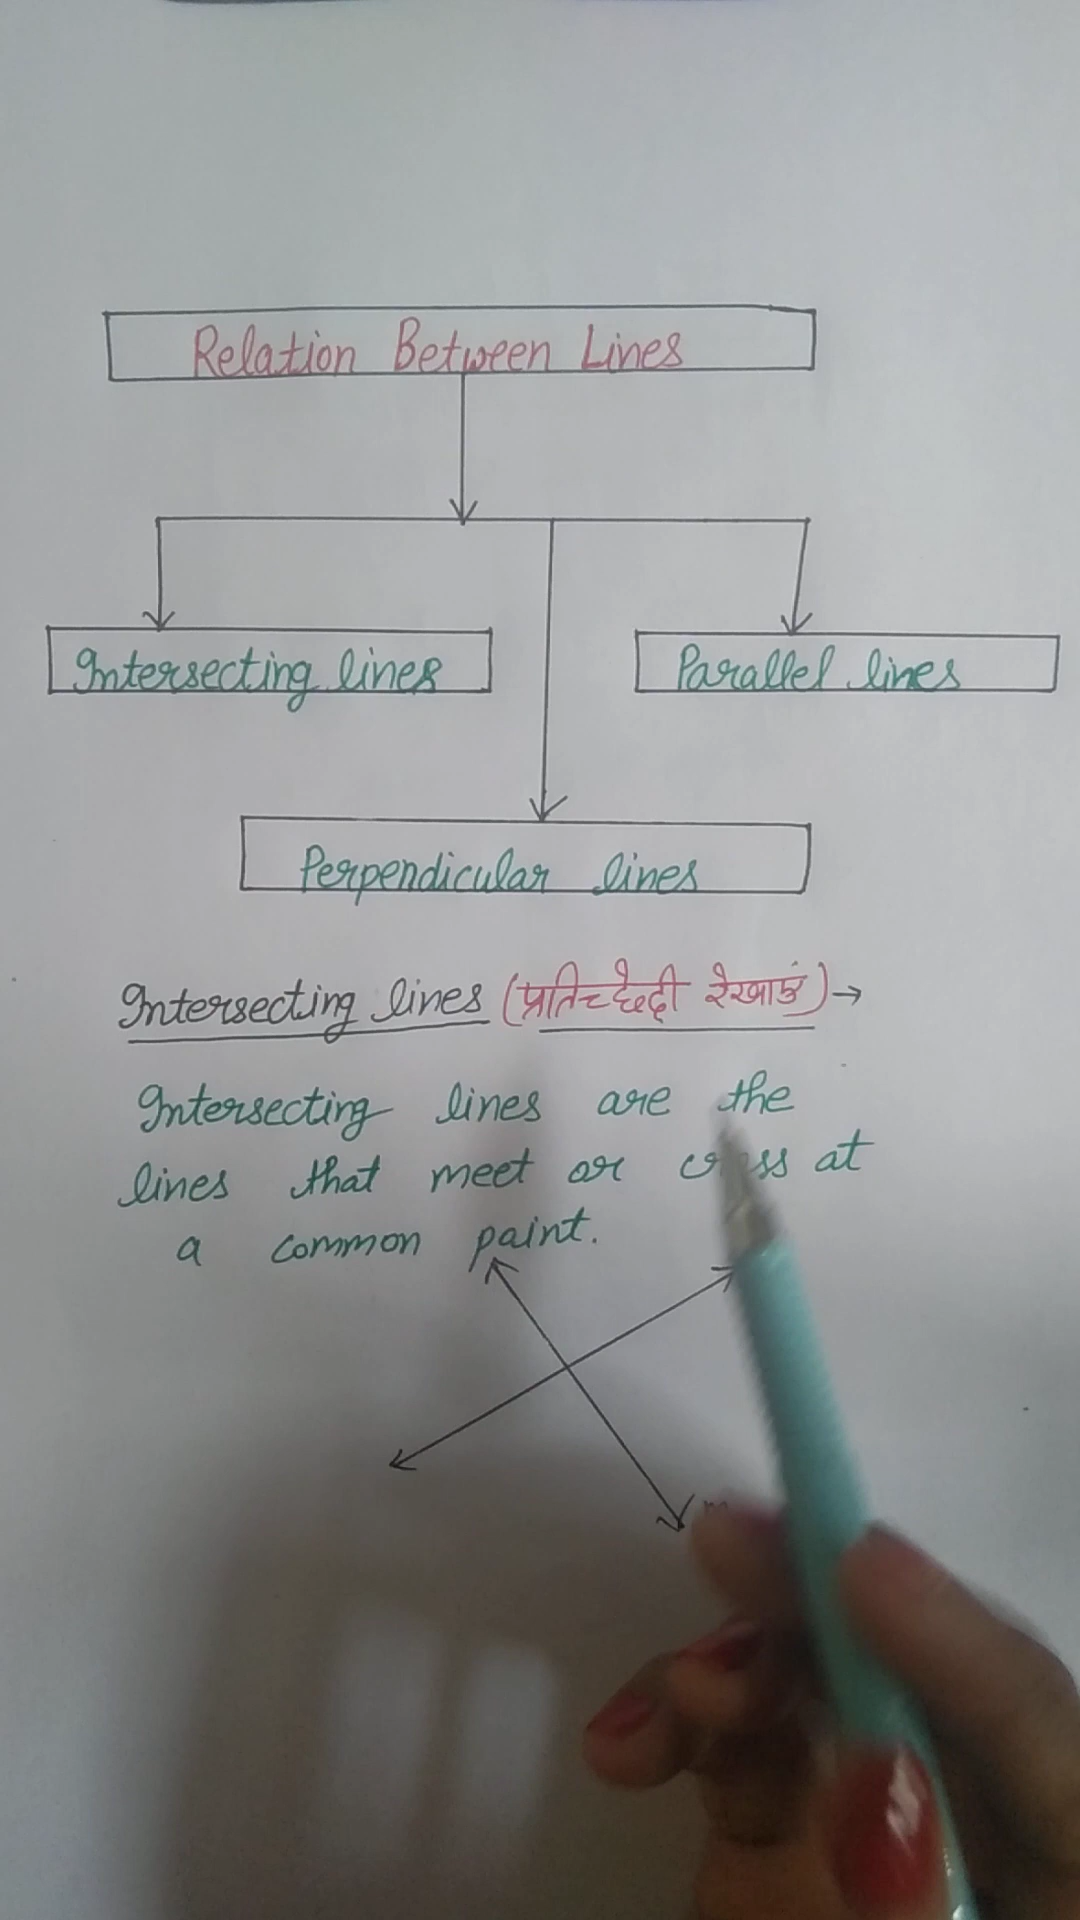 Relation Between Lines
Intersecting lines
Parallel lines
Perpendicular lines
Intersecting lines (प्रतिच्छेदी रेखाएं) →
Intersecting lines are the
lines that meet or cross at
a common paint.